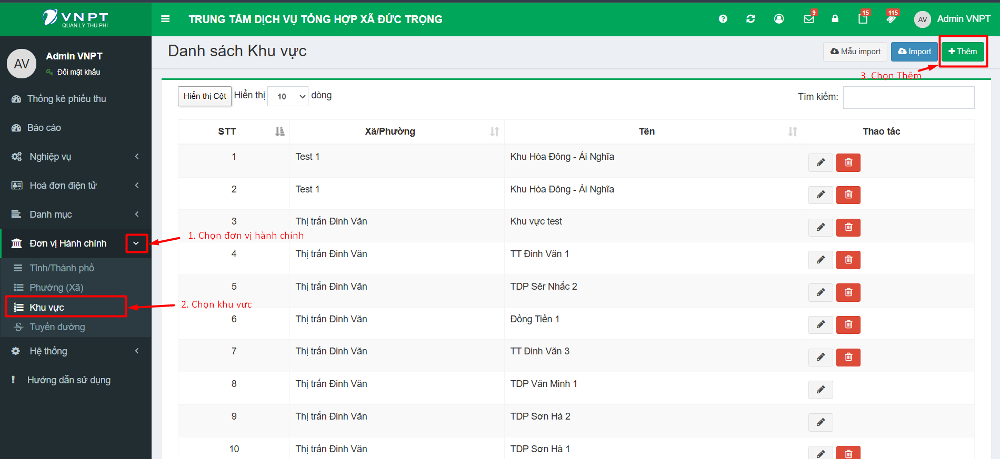 VNPT
QUẢN LÝ THU PHÍ
TRUNG TÂM DỊCH VỤ TỔNG HỢP XÃ ĐỨC TRỌNG
9
15
115
AV
Admin VNPT
AV
Admin VNPT
Đổi mật khẩu
Thống kê phiếu thu
Báo cáo
Nghiệp vụ
Hoá đơn điện tử
Danh mục
Đơn vị Hành chính
Tỉnh/Thành phố
Phường (Xã)
Khu vực
Tuyến đường
Hệ thống
Hướng dẫn sử dụng
1. Chọn đơn vị hành chính
2. Chọn khu vưc
Danh sách Khu vực
Mẫu import
Import
Thêm
3. Chọn Thêm
Hiển thị Cột Hiển thị 10 dòng
Tìm kiếm:
STT Xã/Phường Tên Thao tác
1 Test 1 Khu Hòa Đông - Ái Nghĩa
2 Test 1 Khu Hòa Đông - Ái Nghĩa
3 Thị trấn Đinh Văn Khu vực test
4 Thị trấn Đinh Văn TT Đinh Văn 1
5 Thị trấn Đinh Văn TDP Sêr Nhắc 2
6 Thị trấn Đinh Văn Đồng Tiến 1
7 Thị trấn Đinh Văn TT Đinh Văn 3
8 Thị trấn Đinh Văn TDP Văn Minh 1
9 Thị trấn Đinh Văn TDP Sơn Hà 2
10 Thị trấn Đinh Văn TDP Sơn Hà 1